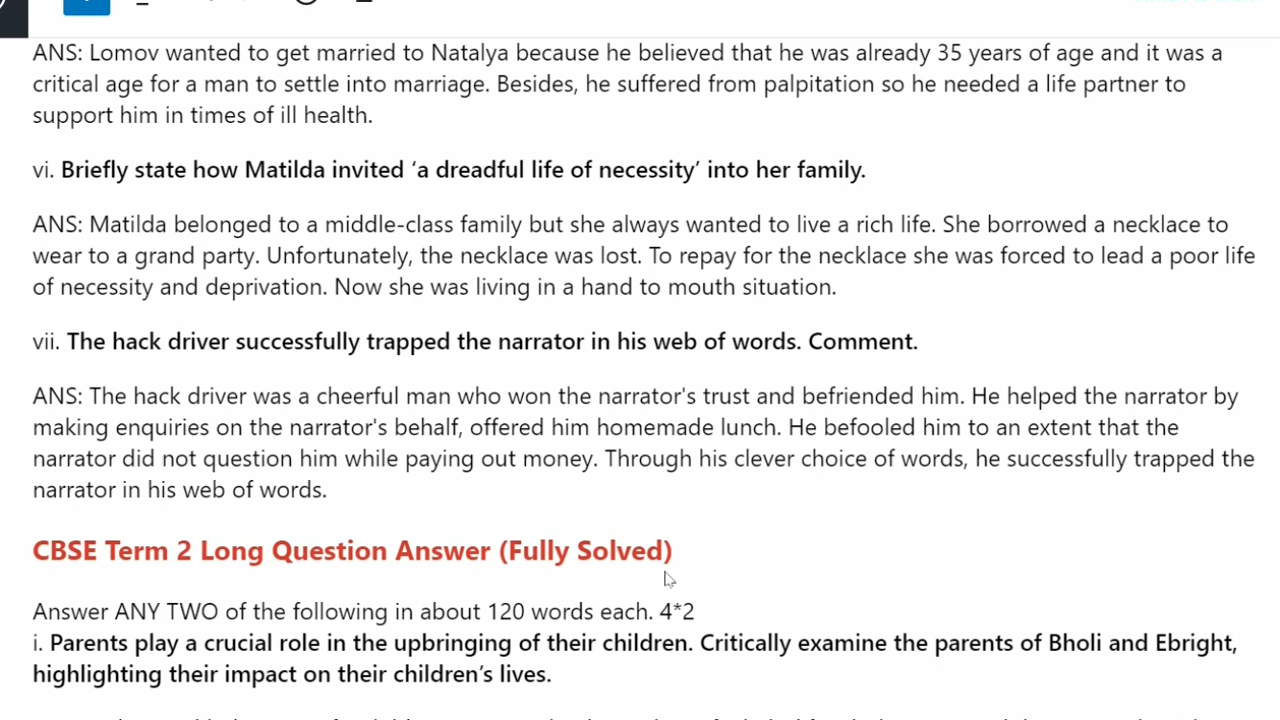 ANS: Lomov wanted to get married to Natalya because he believed that he was already 35 years of age and it was a
critical age for a man to settle into marriage. Besides, he suffered from palpitation so he needed a life partner to
support him in times of ill health.
vi. Briefly state how Matilda invited ‘a dreadful life of necessity’ into her family.
ANS: Matilda belonged to a middle-class family but she always wanted to live a rich life. She borrowed a necklace to
wear to a grand party. Unfortunately, the necklace was lost. To repay for the necklace she was forced to lead a poor life
of necessity and deprivation. Now she was living in a hand to mouth situation.
vii. The hack driver successfully trapped the narrator in his web of words. Comment.
ANS: The hack driver was a cheerful man who won the narrator's trust and befriended him. He helped the narrator by
making enquiries on the narrator's behalf, offered him homemade lunch. He befooled him to an extent that the
narrator did not question him while paying out money. Through his clever choice of words, he successfully trapped the
narrator in his web of words.
CBSE Term 2 Long Question Answer (Fully Solved)
Answer ANY TWO of the following in about 120 words each. 4*2
i. Parents play a crucial role in the upbringing of their children. Critically examine the parents of Bholi and Ebright,
highlighting their impact on their children’s lives.